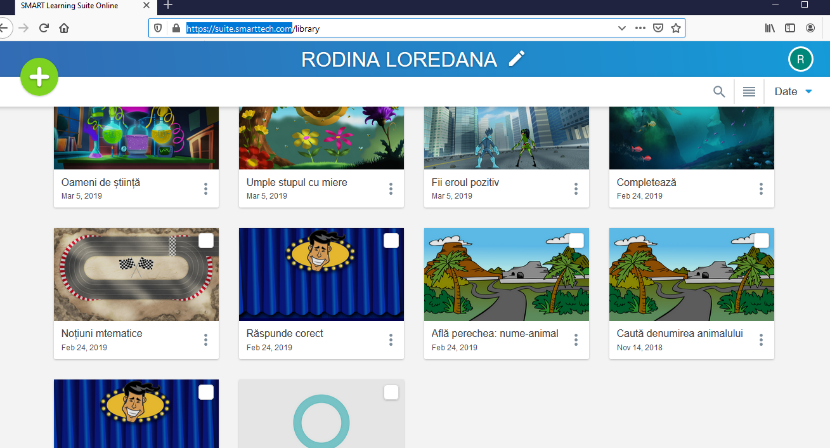 SMART Learning Suite Online
https://suite.smarttech.com/library
RODINA LOREDANA
R
Date
Oameni de știință
Mar 5, 2019
Umple stupul cu miere
Mar 5, 2019
Fii eroul pozitiv
Mar 5, 2019
Completează
Feb 24, 2019
Noțiuni mtematice
Feb 24, 2019
Răspunde corect
Feb 24, 2019
Află perechea: nume-animal
Feb 24, 2019
Caută denumirea animalului
Nov 14, 2018